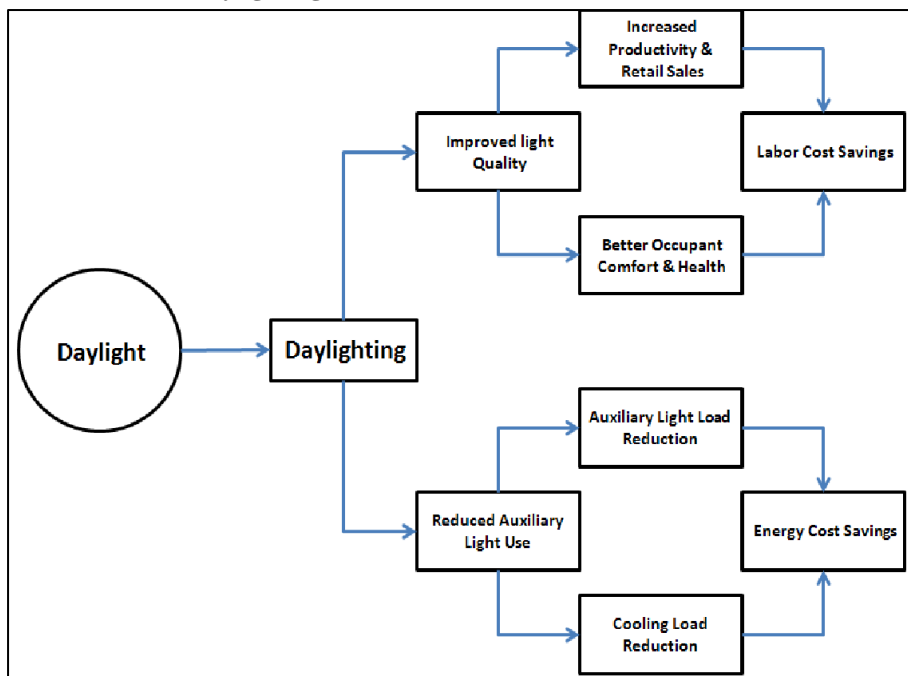 Increased
Productivity &
Retail Sales
Improved light
Quality
Labor Cost Savings
Better Occupant
Comfort & Health
Daylight
Daylighting
Auxiliary Light Load
Reduction
Reduced Auxiliary
Light Use
Energy Cost Savings
Cooling Load
Reduction